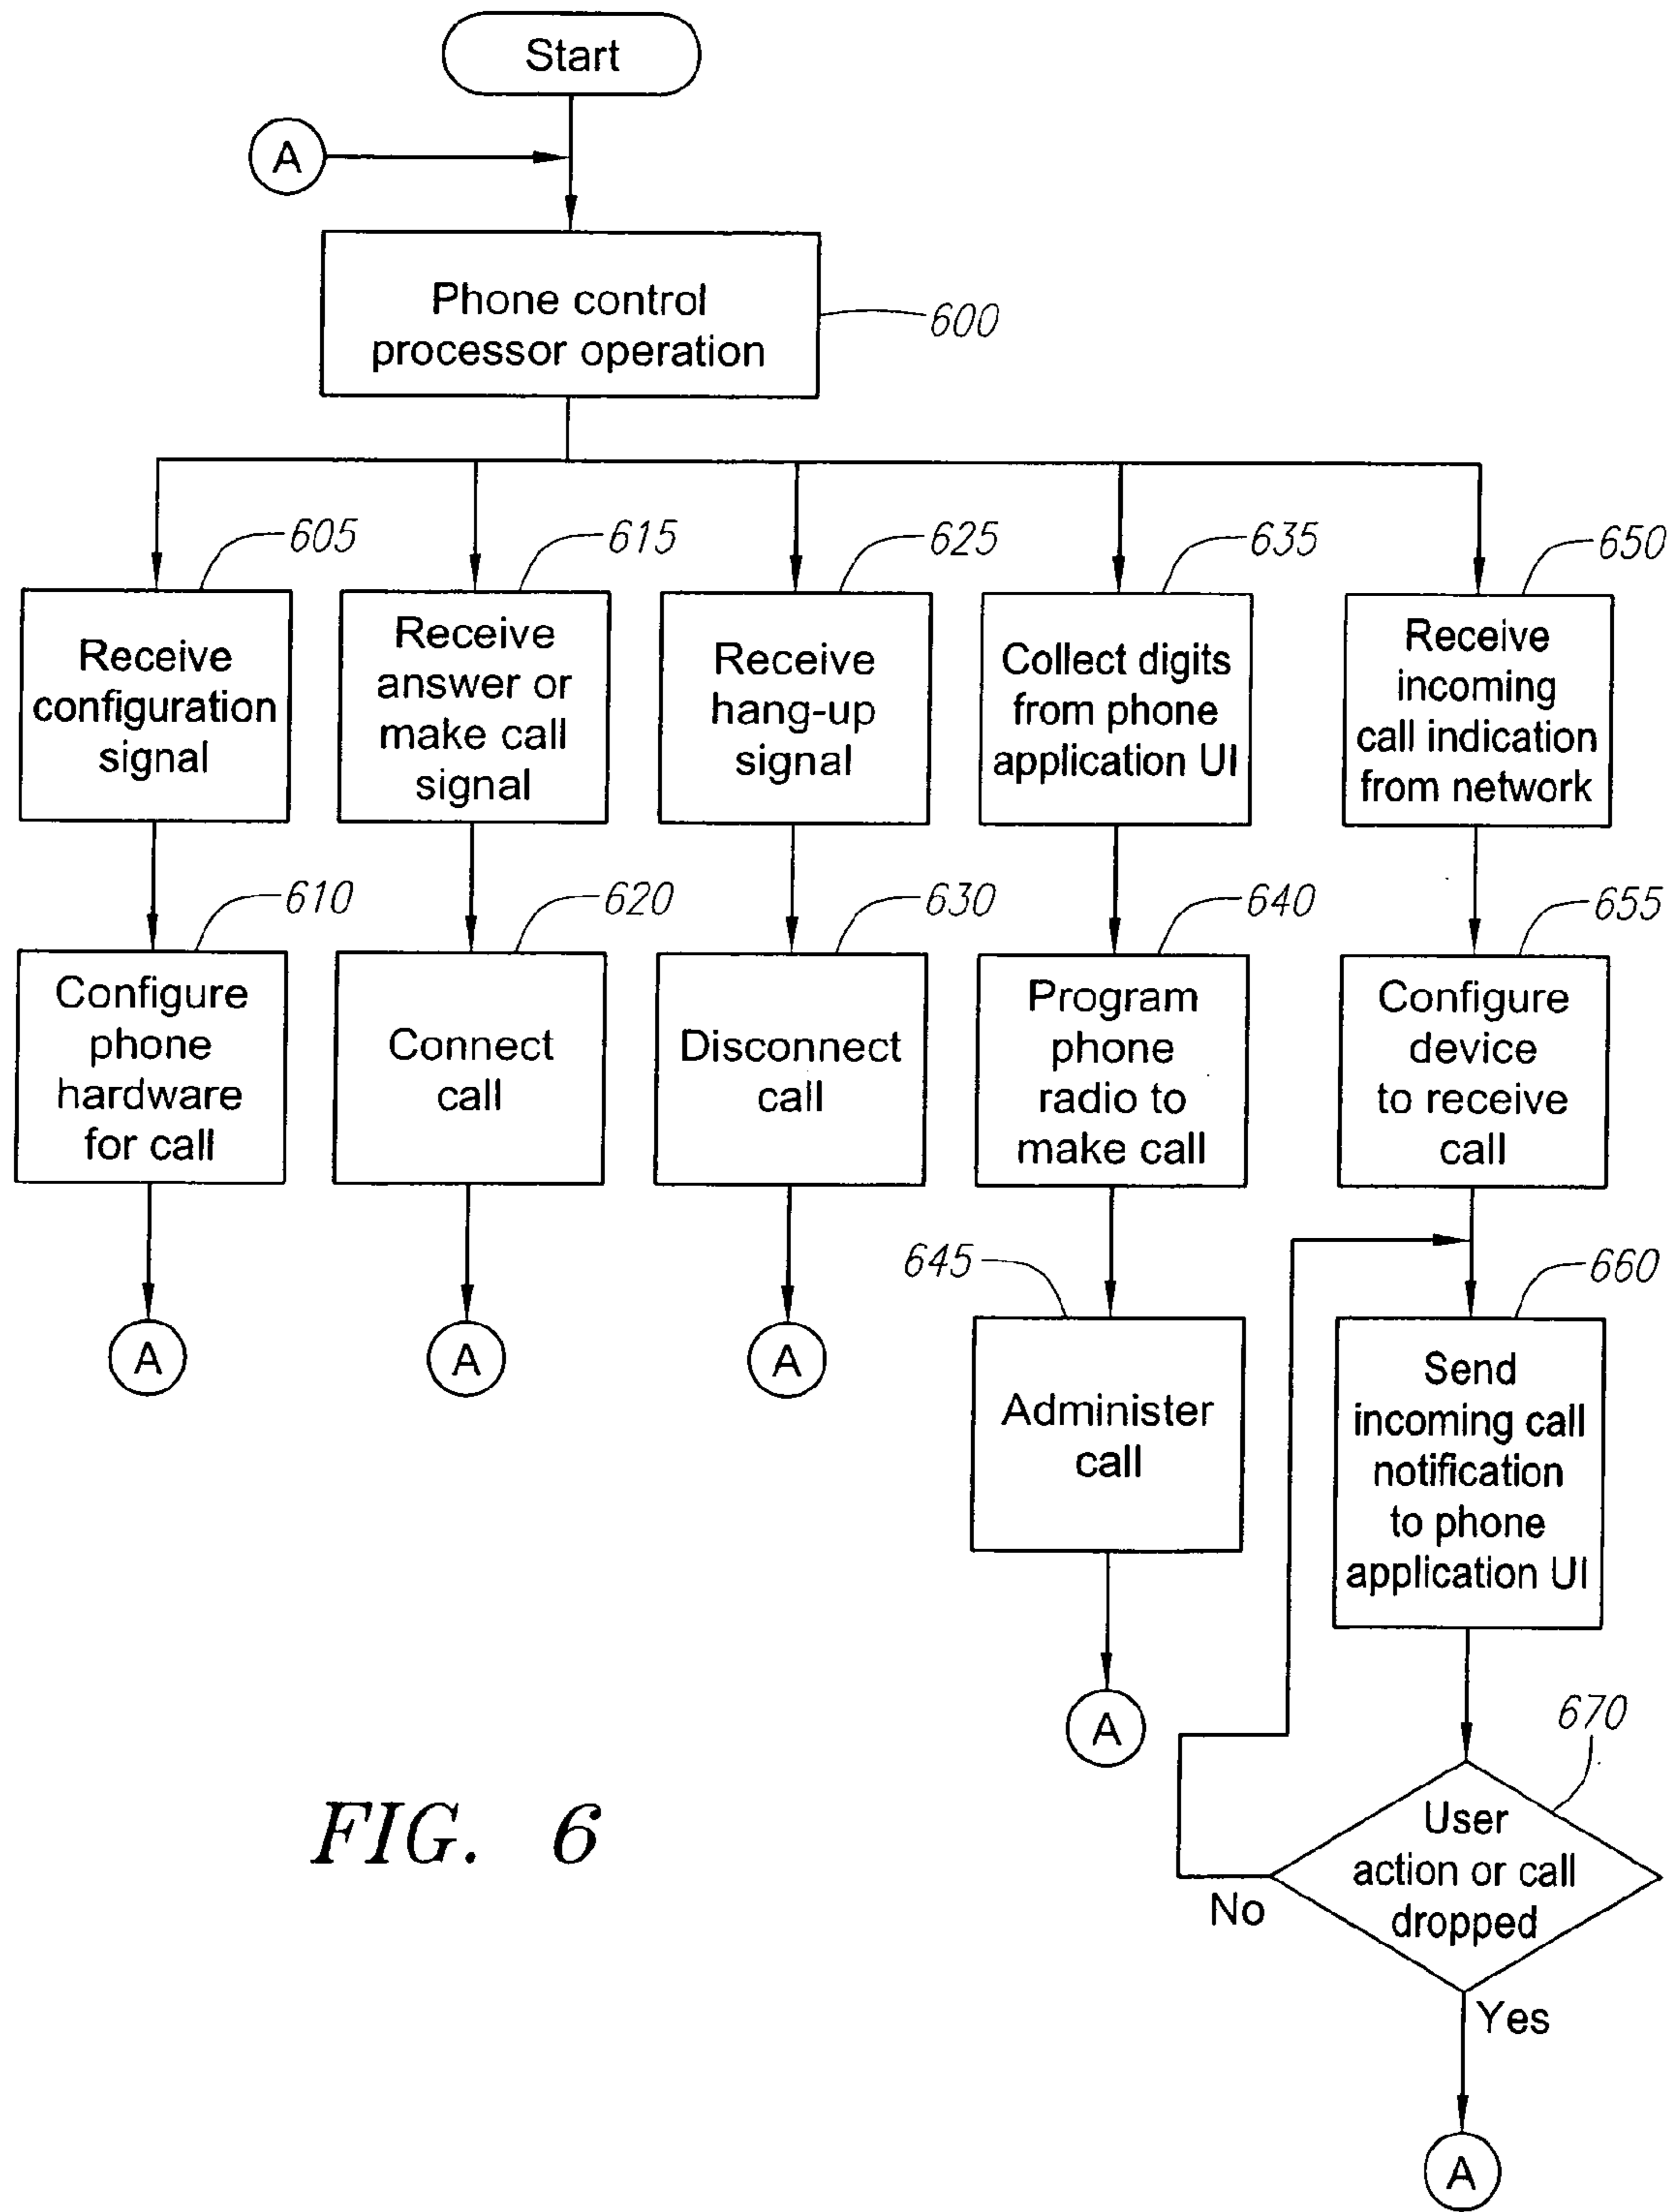 Start
A
Phone control
processor operation
600
605
615
625
635
650
Receive
configuration
signal
Receive
answer or
make call
signal
Receive
hang-up
signal
Collect digits
from phone
application UI
Receive
incoming
call indication
from network
610
620
630
640
655
Configure
phone
hardware
for call
Connect
call
Disconnect
call
Program
phone
radio to
make call
Configure
device
to receive
call
645
660
A
A
A
Administer
call
Send
incoming call
notification
to phone
application UI
A
670
User
action or call
dropped
No
Yes
A
FIG. 6